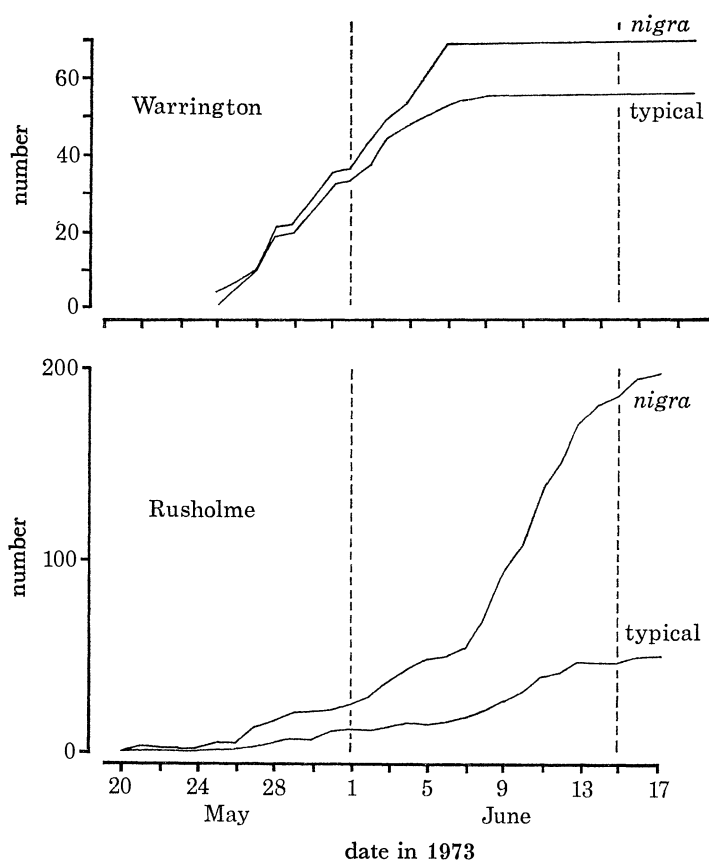 nigra
60
Warrington
typical
number
40
20
0
200
nigra
Rusholme
number
100
typical
0
20 24 28 1 5 9 13 17
May June
date in 1973